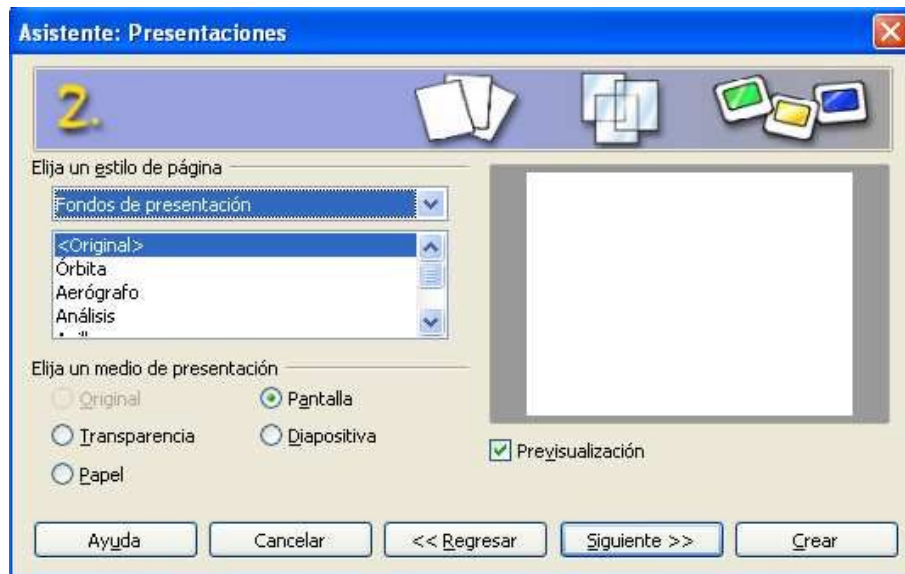 Asistente: Presentaciones
2.
Elija un estilo de página
Fondos de presentación
<Original>
Órbita
Aerógrafo
Análisis
Elija un medio de presentación
Original
Pantalla
Transparencia
Diapositiva
Papel
Previsualización
Ayuda
Cancelar
<< Regresar
Siguiente >>
Crear